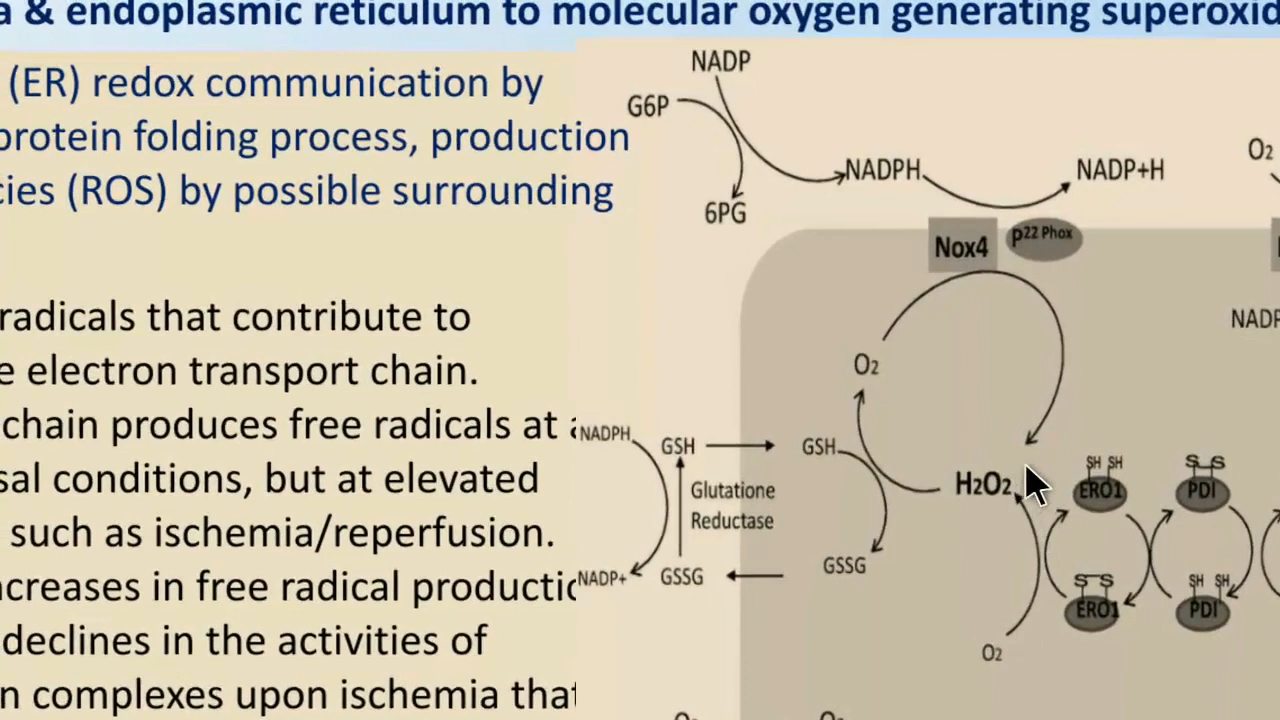 a & endoplasmic reticulum to molecular oxygen generating superoxid
(ER) redox communication by
protein folding process, production
cies (ROS) by possible surrounding
radicals that contribute to
e electron transport chain.
chain produces free radicals at a
sal conditions, but at elevated
such as ischemia/reperfusion.
ncreases in free radical productio
declines in the activities of
n complexes upon ischemia that
NADP
G6P
NADPH
NADP+H
O2
6PG
Nox4
p22 Phox
NADP
O2
NADPH
GSH
GSH
Glutatione
Reductase
H2O2
SH SH
ERO1
S S
PDI
NADP+
GSSG
GSSG
S S
ERO1
SH SH
PDI
O2
O2
O2